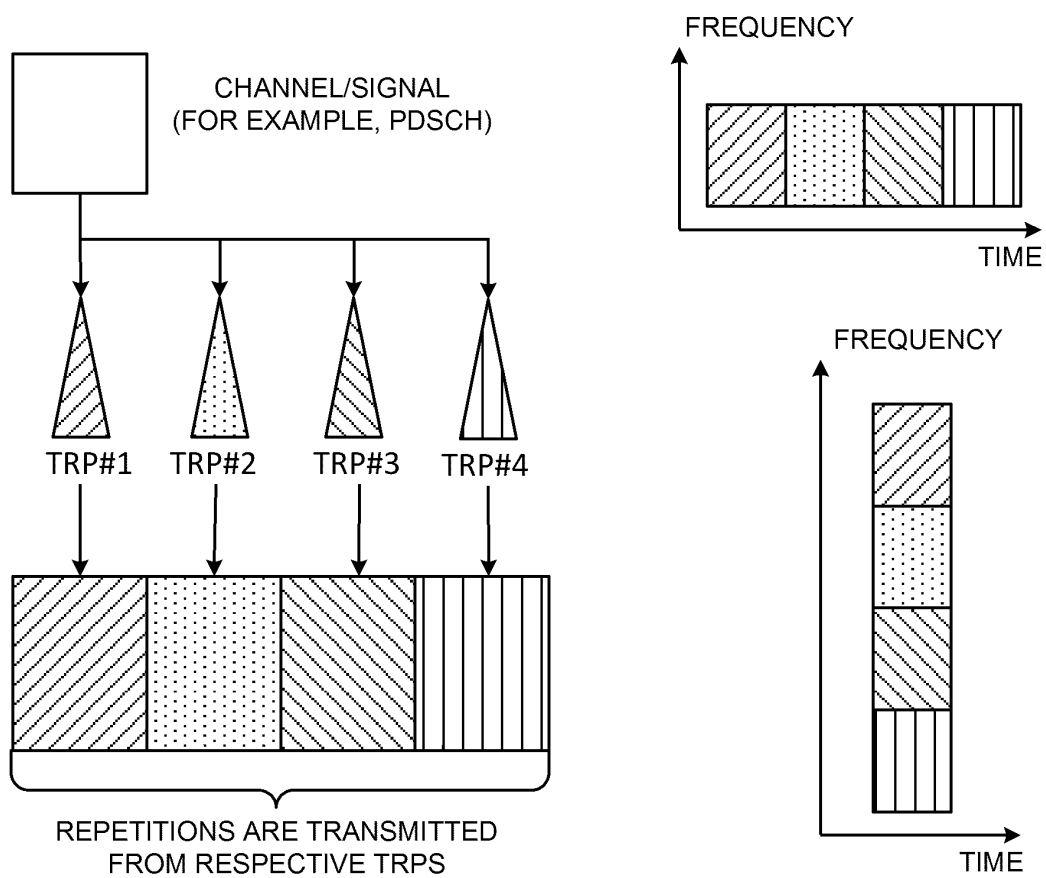 CHANNEL/SIGNAL
(FOR EXAMPLE, PDSCH)
TRP#1 TRP#2 TRP#3 TRP#4
REPETITIONS ARE TRANSMITTED
FROM RESPECTIVE TRPS
FREQUENCY
TIME
FREQUENCY
TIME